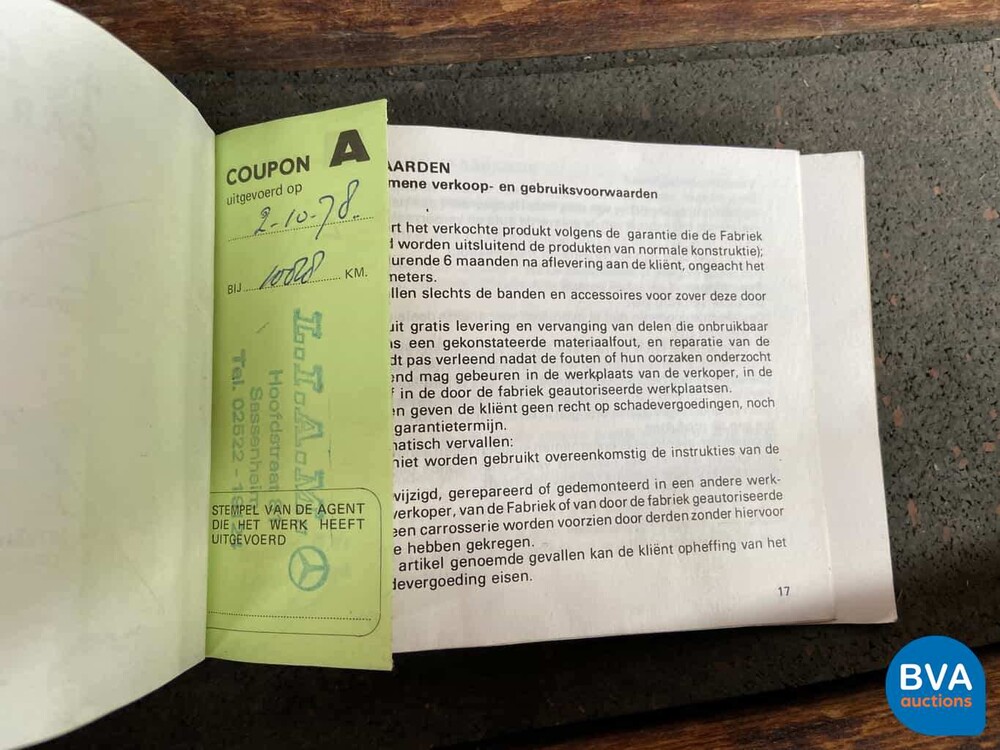 COUPON A
uitgevoerd op
2-10-78.
BIJ 1088 KM.
L.I.A.M.
Hoofdstraat
Sassenheim
Tel. 02522 - 1
STEMPEL VAN DE AGENT
DIE HET WERK HEEFT
UITGEVOERD
AARDEN
mene verkoop- en gebruiksvoorwaarden
rt het verkochte produkt volgens de garantie die de Fabriek
d worden uitsluitend de produkten van normale konstruktie);
urende 6 maanden na aflevering aan de kliënt, ongeacht het
meters.
llen slechts de banden en accessoires voor zover deze door
uit gratis levering en vervanging van delen die onbruikbaar
s een gekonstateerde materiaalfout, en reparatie van de
dt pas verleend nadat de fouten of hun oorzaken onderzocht
end mag gebeuren in de werkplaats van de verkoper, in de
f in de door de fabriek geautoriseerde werkplaatsen.
en geven de kliënt geen recht op schadevergoedingen, noch
garantietermijn.
matisch vervallen:
niet worden gebruikt overeenkomstig de instrukties van de
wijzigd, gerepareerd of gedemonteerd in een andere werk-
verkoper, van de Fabriek of van door de fabriek geautoriseerde
een carrosserie worden voorzien door derden zonder hiervoor
e hebben gekregen.
artikel genoemde gevallen kan de kliënt opheffing van het
devergoeding eisen.
17
BVA
auctions